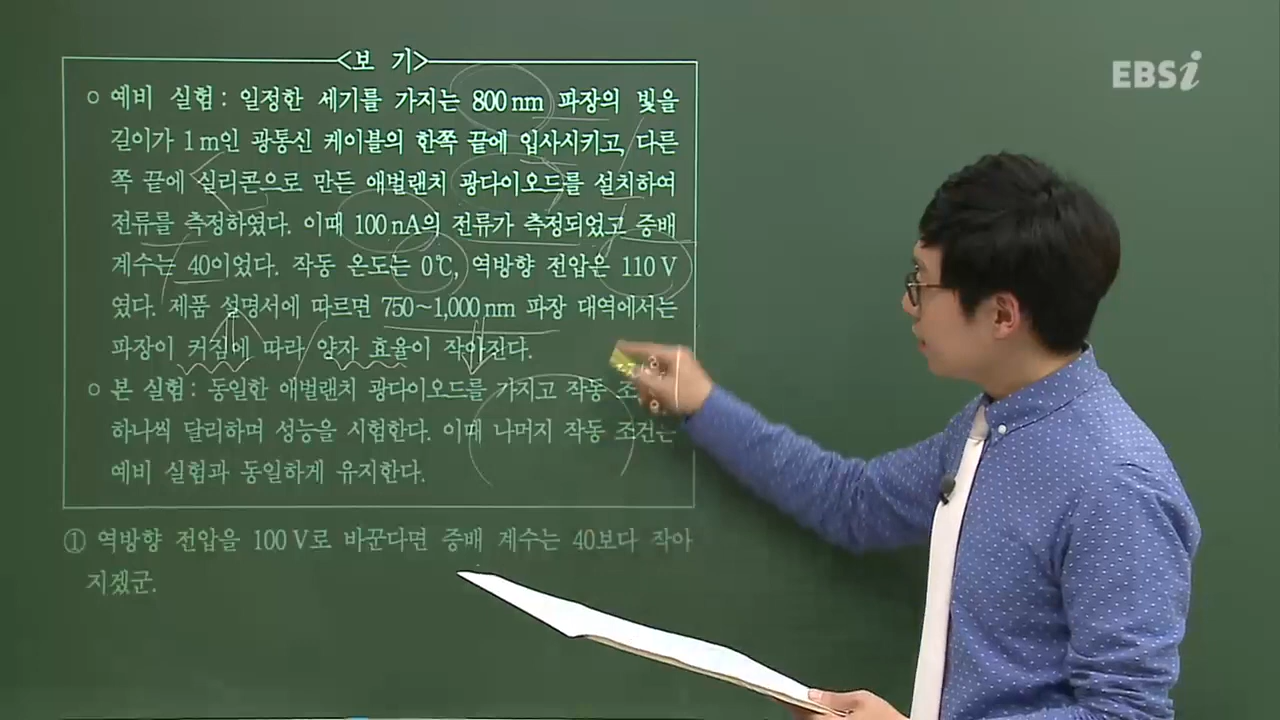 <보 기>
EBSi
○ 예비 실험: 일정한 세기를 가지는 800 nm 파장의 빛을
길이가 1 m인 광통신 케이블의 한쪽 끝에 입사시키고, 다른
쪽 끝에 실리콘으로 만든 애벌랜치 광다이오드를 설치하여
전류를 측정하였다. 이때 100 nA의 전류가 측정되었고 증배
계수는 40이었다. 작동 온도는 0℃, 역방향 전압은 110 V
였다. 제품 설명서에 따르면 750~1,000 nm 파장 대역에서는
파장이 커짐에 따라 양자 효율이 작아진다.
○ 본 실험: 동일한 애벌랜치 광다이오드를 가지고 작동 조
하나씩 달리하며 성능을 시험한다. 이때 나머지 작동 조건은
예비 실험과 동일하게 유지한다.
① 역방향 전압을 100 V로 바꾼다면 증배 계수는 40보다 작아
지겠군.